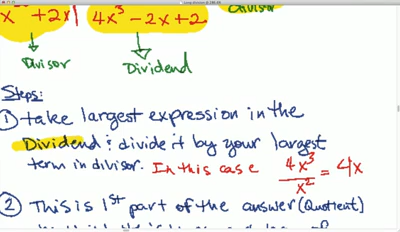 Divisor
x² + 2x | 4x³ - 2x + 2
Divisor
Dividend
Steps:
① take largest expression in the
Dividend & divide it by your largest
term in divisor. In this case 4x³/x² = 4x
② This is 1st part of the answer (Quotient)